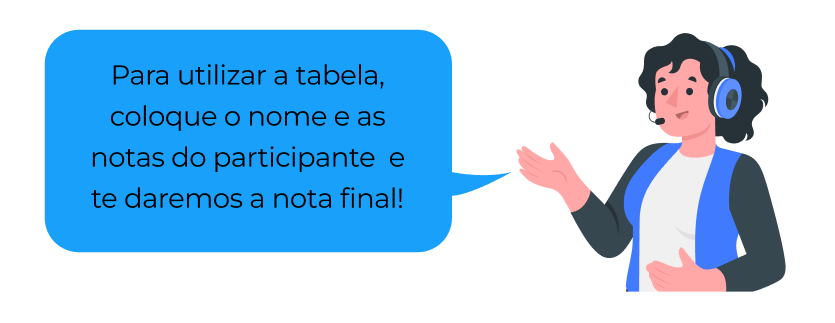 Para utilizar a tabela,
coloque o nome e as
notas do participante  e
te daremos a nota final!